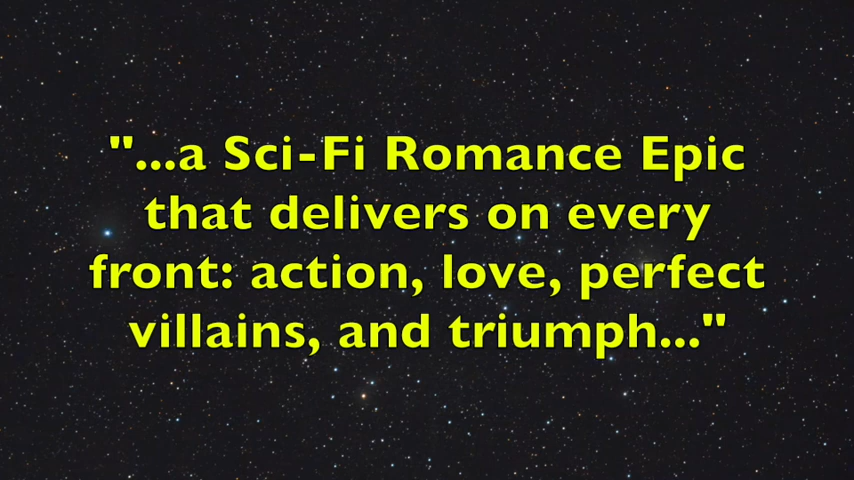 "...a Sci-Fi Romance Epic
that delivers on every
front: action, love, perfect
villains, and triumph..."